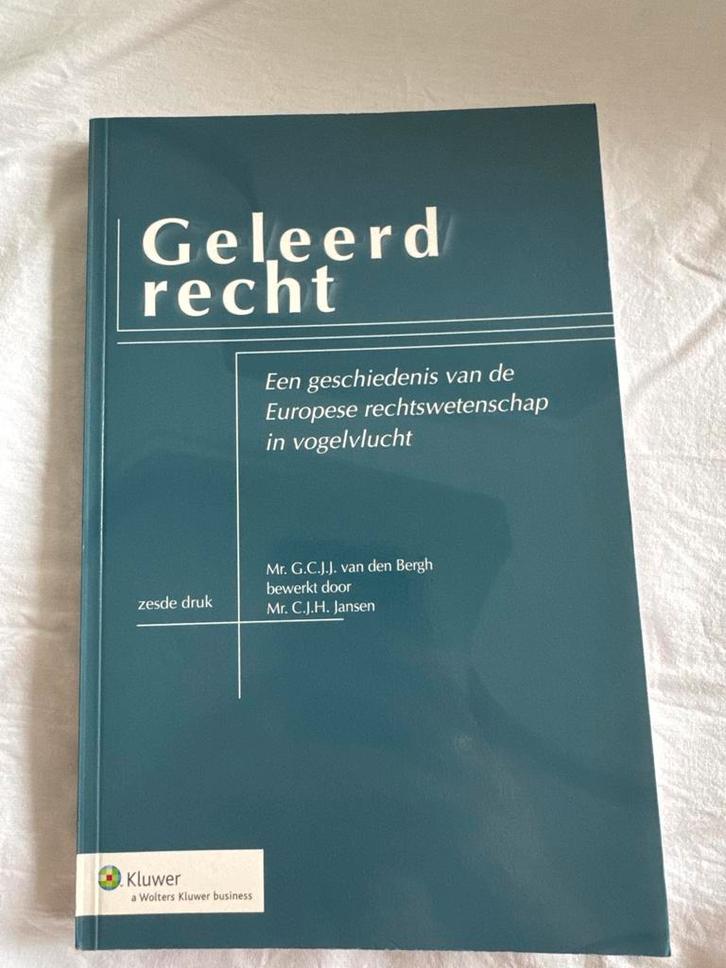 Geleerd
recht
Een geschiedenis van de
Europese rechtswetenschap
in vogelvlucht
Mr. G.C.J.J. van den Bergh
bewerkt door
Mr. C.J.H. Jansen
zesde druk
Kluwer
a Wolters Kluwer business